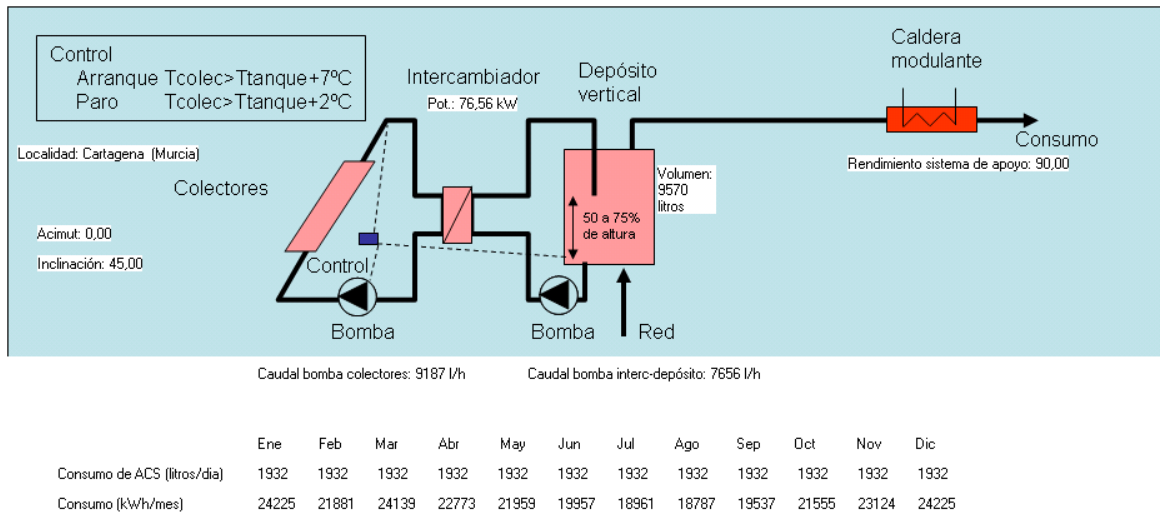 Control
Arranque Tcolec>Ttanque+7ºC
Paro Tcolec>Ttanque+2ºC
Intercambiador
Pot.: 76,56 kW
Depósito
vertical
Caldera
modulante
Consumo
Rendimiento sistema de apoyo: 90,00
Localidad: Cartagena (Murcia)
Colectores
Volumen:
9570
litros
50 a 75%
de altura
Acimut: 0,00
Inclinación: 45,00
Control
Bomba
Bomba
Red
Caudal bomba colectores: 9187 l/h
Caudal bomba interc-depósito: 7656 l/h
Ene Feb Mar Abr May Jun Jul Ago Sep Oct Nov Dic
Consumo de ACS (litros/dia) 1932 1932 1932 1932 1932 1932 1932 1932 1932 1932 1932 1932
Consumo (kWh/mes) 24225 21881 24139 22773 21959 19957 18961 18787 19537 21555 23124 24225